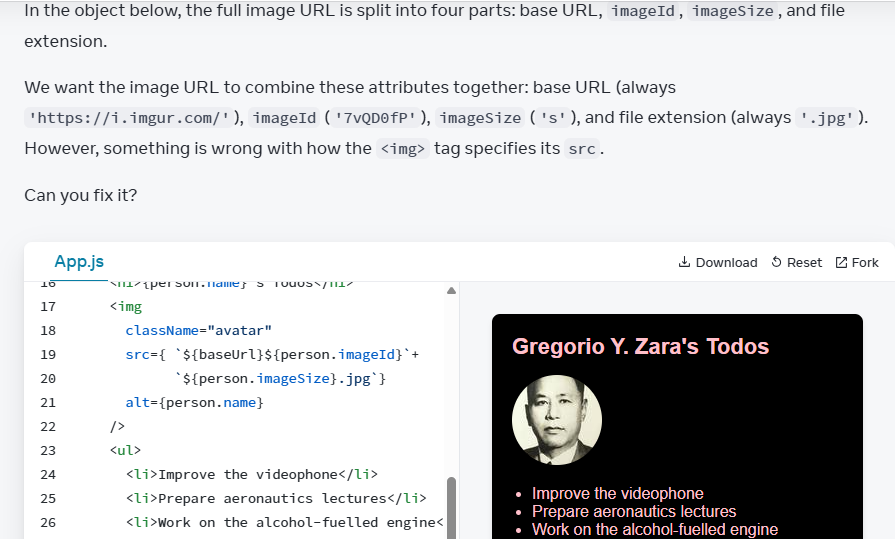 In the object below, the full image URL is split into four parts: base URL, imageId, imageSize, and file
extension.
We want the image URL to combine these attributes together: base URL (always
'https://i.imgur.com/'), imageId ('7vQD0fP'), imageSize ('s'), and file extension (always '.jpg').
However, something is wrong with how the <img> tag specifies its src.
Can you fix it?
App.js
Download Reset Fork
16 <h1>{person.name}'s Todos</h1>
17 <img
18 className="avatar"
19 src={ `${baseUrl}${person.imageId}`+
20 `${person.imageSize}.jpg`}
21 alt={person.name}
22 />
23 <ul>
24 <li>Improve the videophone</li>
25 <li>Prepare aeronautics lectures</li>
26 <li>Work on the alcohol-fuelled engine<
Gregorio Y. Zara's Todos
Improve the videophone
Prepare aeronautics lectures
Work on the alcohol-fuelled engine